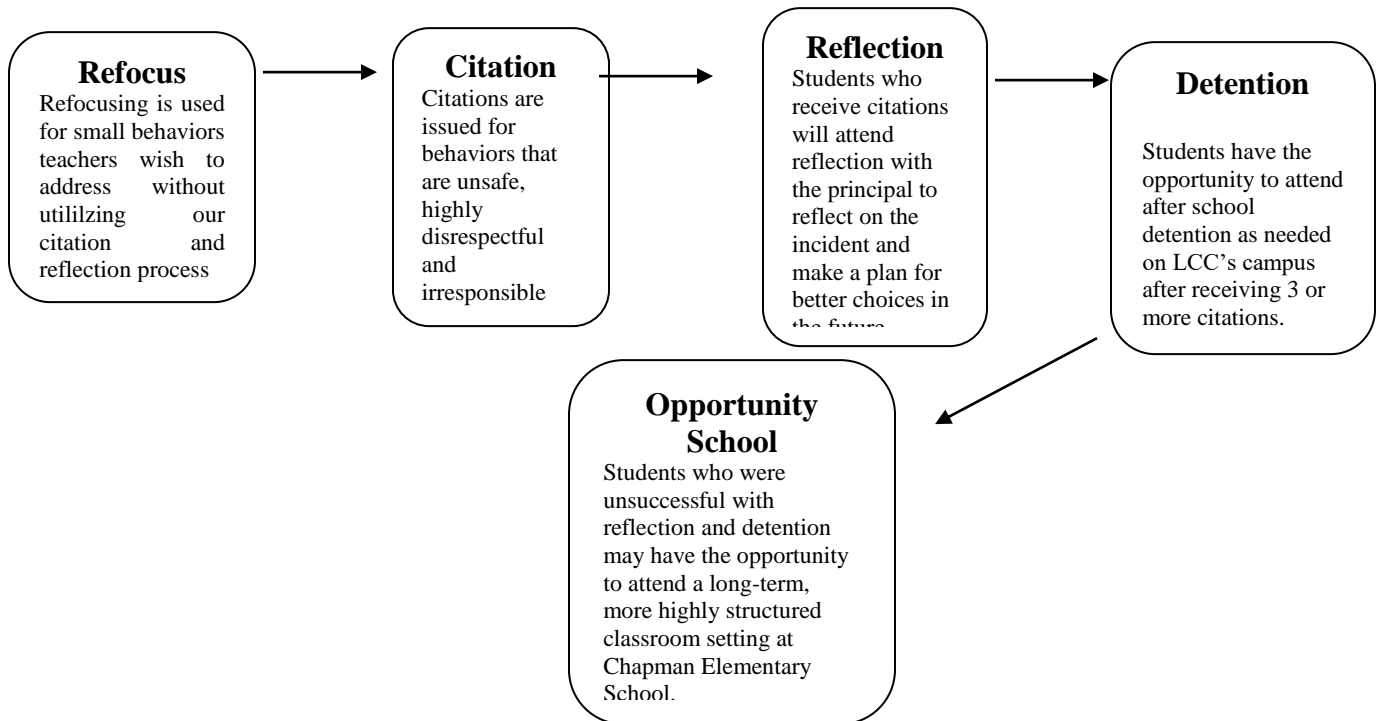 Refocus
Refocusing is used
for small behaviors
teachers wish to
address without
utililzing our
citation and
reflection process
Citation
Citations are
issued for
behaviors that
are unsafe,
highly
disrespectful
and
irresponsible
Reflection
Students who
receive citations
will attend
reflection with
the principal to
reflect on the
incident and
make a plan for
better choices in
the future
Detention
Students have the
opportunity to attend
after school
detention as needed
on LCC’s campus
after receiving 3 or
more citations.
Opportunity
School
Students who were
unsuccessful with
reflection and detention
may have the opportunity
to attend a long-term,
more highly structured
classroom setting at
Chapman Elementary
School.